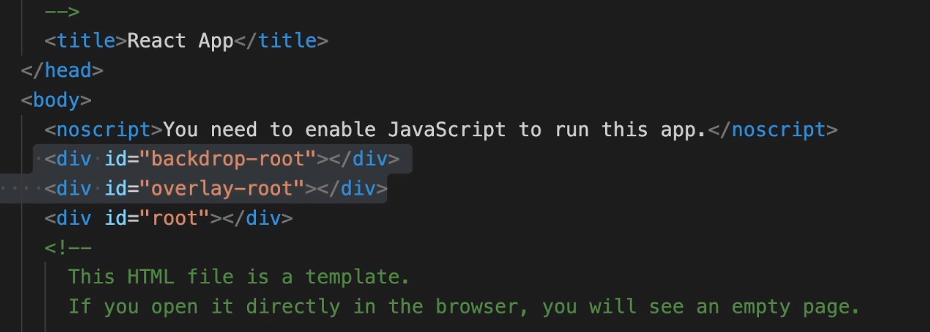 -->
<title>React App</title>
</head>
<body>
<noscript>You need to enable JavaScript to run this app.</noscript>
<div id="backdrop-root"></div>
<div id="overlay-root"></div>
<div id="root"></div>
<!--
This HTML file is a template.
If you open it directly in the browser, you will see an empty page.